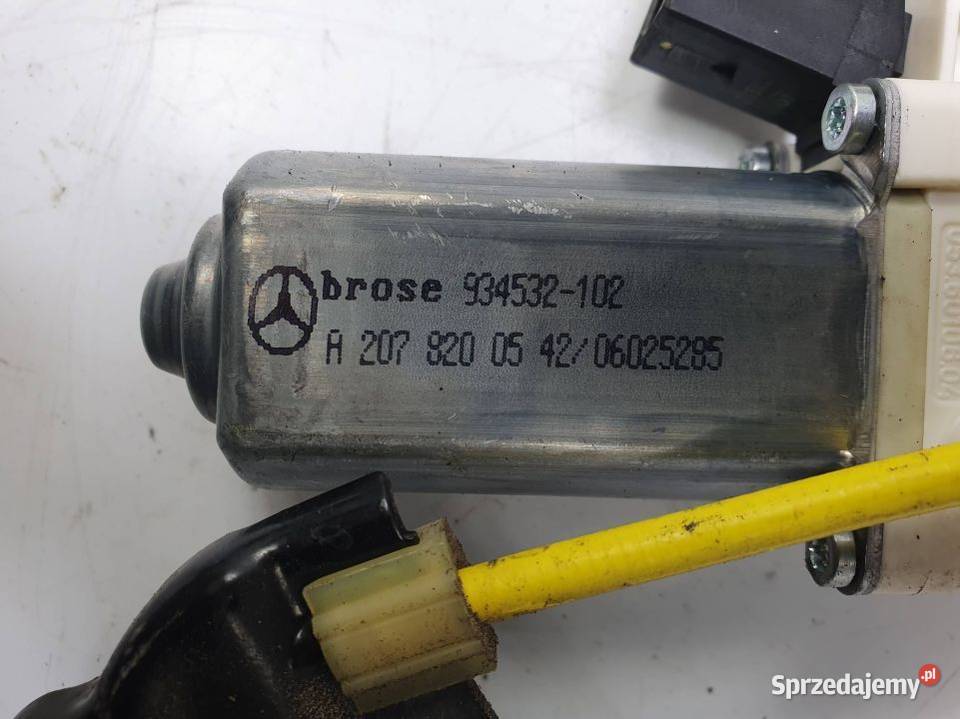 brose 934532-102
A 207 820 05 42/06025285
Sprzedajemy.pl